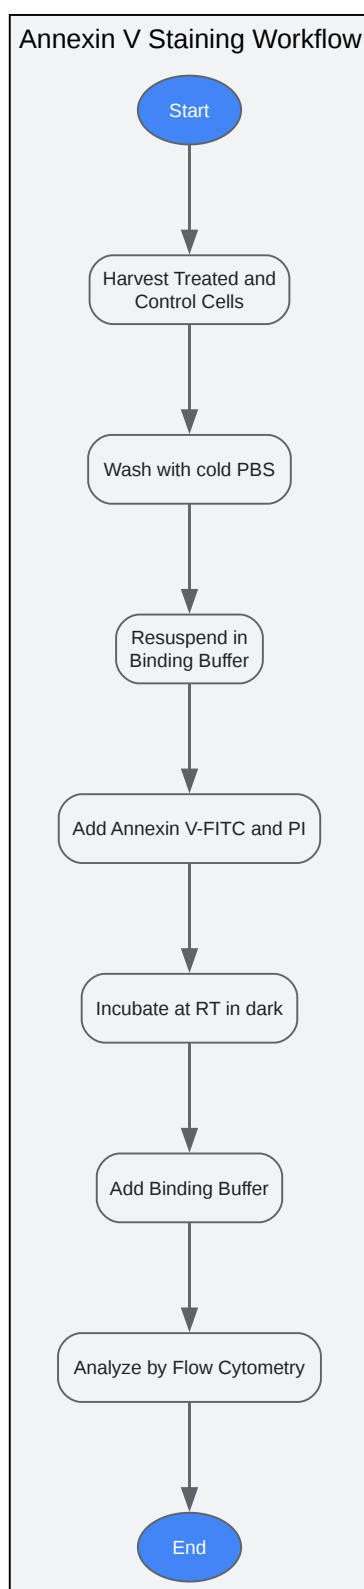 Annexin V Staining Workflow
Start
Harvest Treated and
Control Cells
Wash with cold PBS
Resuspend in
Binding Buffer
Add Annexin V-FITC and PI
Incubate at RT in dark
Add Binding Buffer
Analyze by Flow Cytometry
End